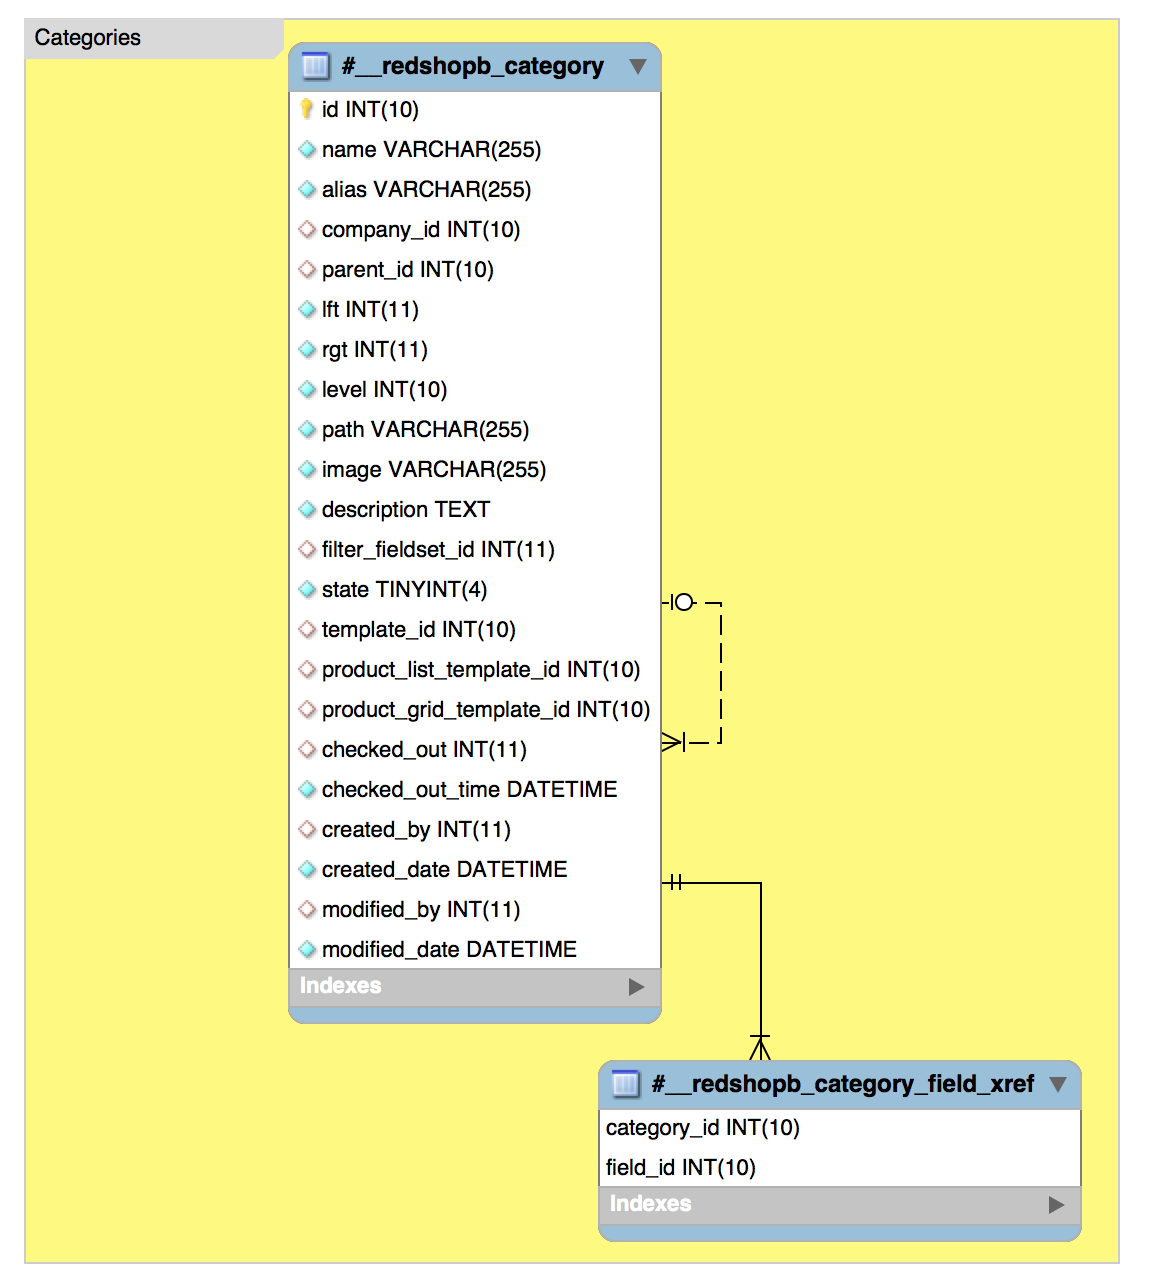 Categories
#__redshopb_category
id INT(10)
name VARCHAR(255)
alias VARCHAR(255)
company_id INT(10)
parent_id INT(10)
lft INT(11)
rgt INT(11)
level INT(10)
path VARCHAR(255)
image VARCHAR(255)
description TEXT
filter_fieldset_id INT(11)
state TINYINT(4)
template_id INT(10)
product_list_template_id INT(10)
product_grid_template_id INT(10)
checked_out INT(11)
checked_out_time DATETIME
created_by INT(11)
created_date DATETIME
modified_by INT(11)
modified_date DATETIME
Indexes
#__redshopb_category_field_xref
category_id INT(10)
field_id INT(10)
Indexes